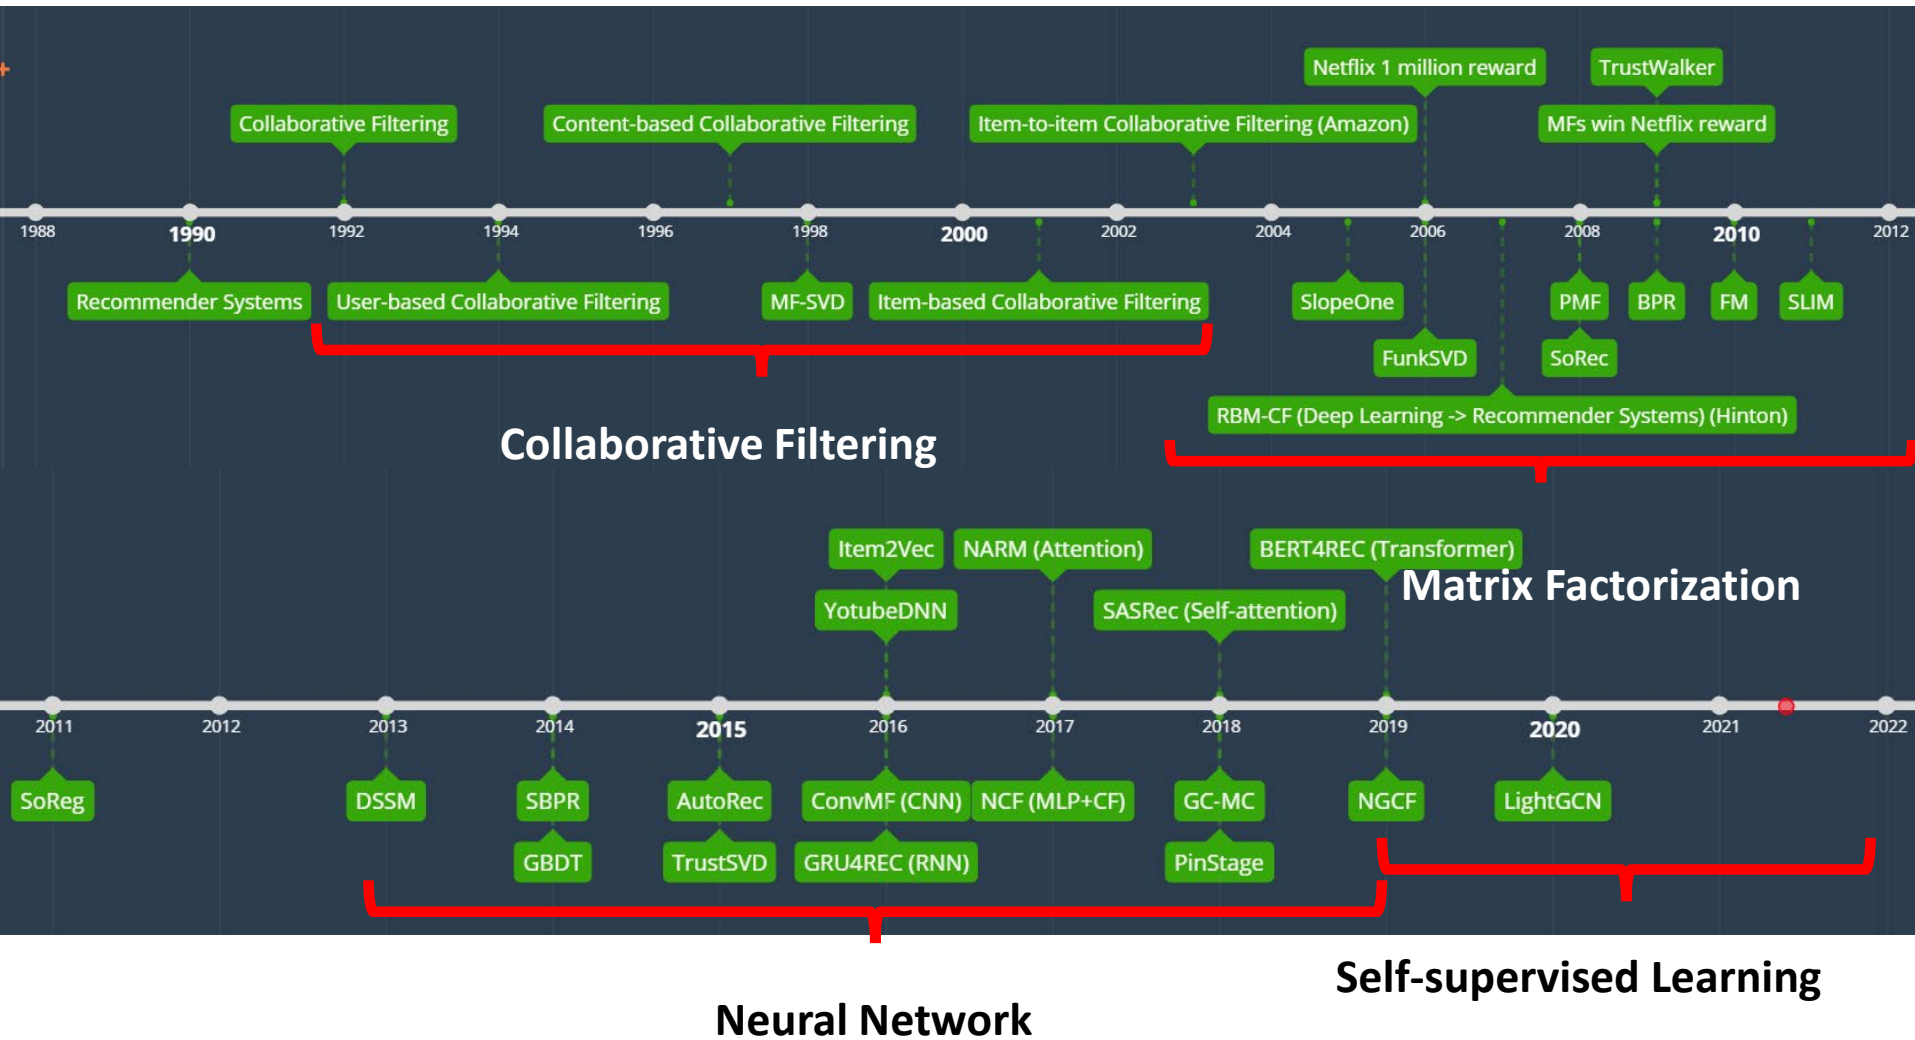 Netflix 1 million reward
TrustWalker
Collaborative Filtering
Content-based Collaborative Filtering
Item-to-item Collaborative Filtering (Amazon)
MFs win Netflix reward
1988
1990
1992
1994
1996
1998
2000
2002
2004
2006
2008
2010
2012
Recommender Systems
User-based Collaborative Filtering
MF-SVD
Item-based Collaborative Filtering
SlopeOne
PMF
BPR
FM
SLIM
FunkSVD
SoRec
RBM-CF (Deep Learning -> Recommender Systems) (Hinton)
Collaborative Filtering
Item2Vec
NARM (Attention)
BERT4REC (Transformer)
Matrix Factorization
YotubeDNN
SASRec (Self-attention)
2011
2012
2013
2014
2015
2016
2017
2018
2019
2020
2021
2022
SoReg
DSSM
SBPR
AutoRec
ConvMF (CNN)
NCF (MLP+CF)
GC-MC
NGCF
LightGCN
GBDT
TrustSVD
GRU4REC (RNN)
PinStage
Self-supervised Learning
Neural Network